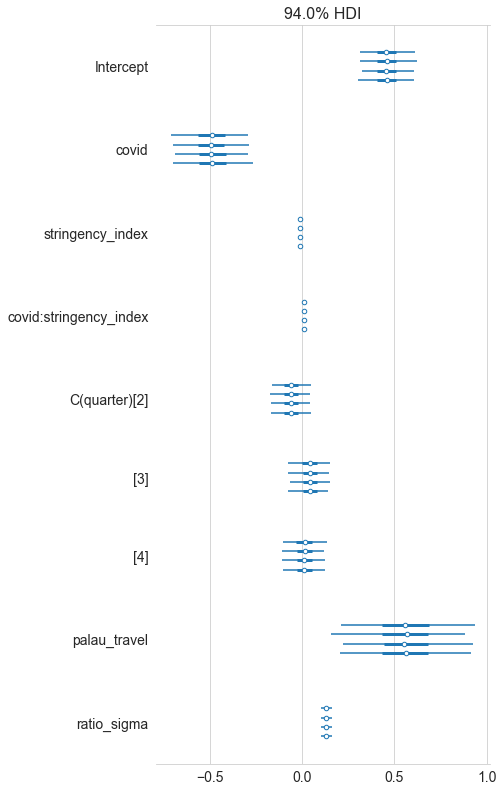 94.0% HDI
Intercept
covid
stringency_index
covid:stringency_index
C(quarter)[2]
[3]
[4]
palau_travel
ratio_sigma
−0.5 0.0 0.5 1.0